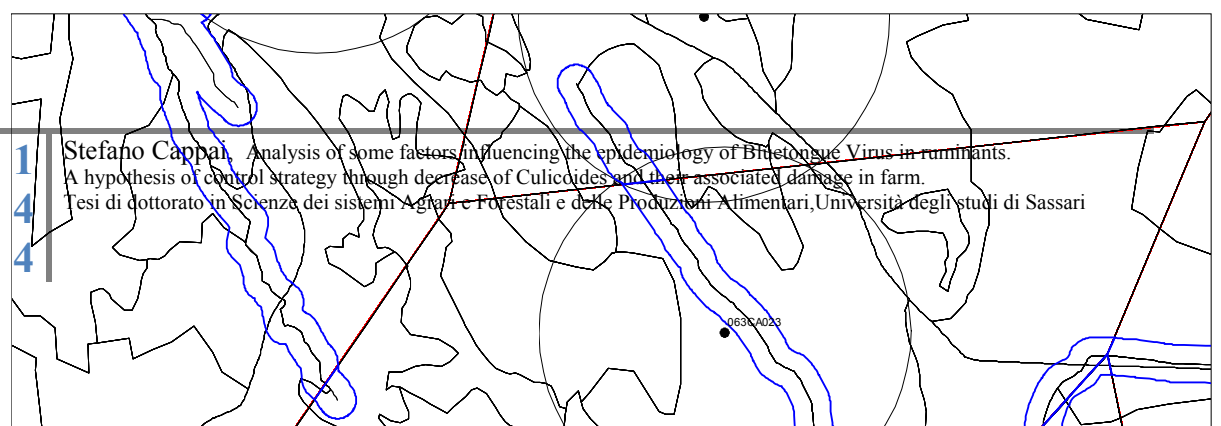 Stefano Cappai, Analysis of some factors influencing the epidemiology of Bluetongue Virus in ruminants.
A hypothesis of control strategy through decrease of Culicoides and their associated damage in farm.
Tesi di dottorato in Scienze dei sistemi Agrari e Forestali e delle Produzioni Alimentari,Università degli studi di Sassari
1
4
4
063CA023